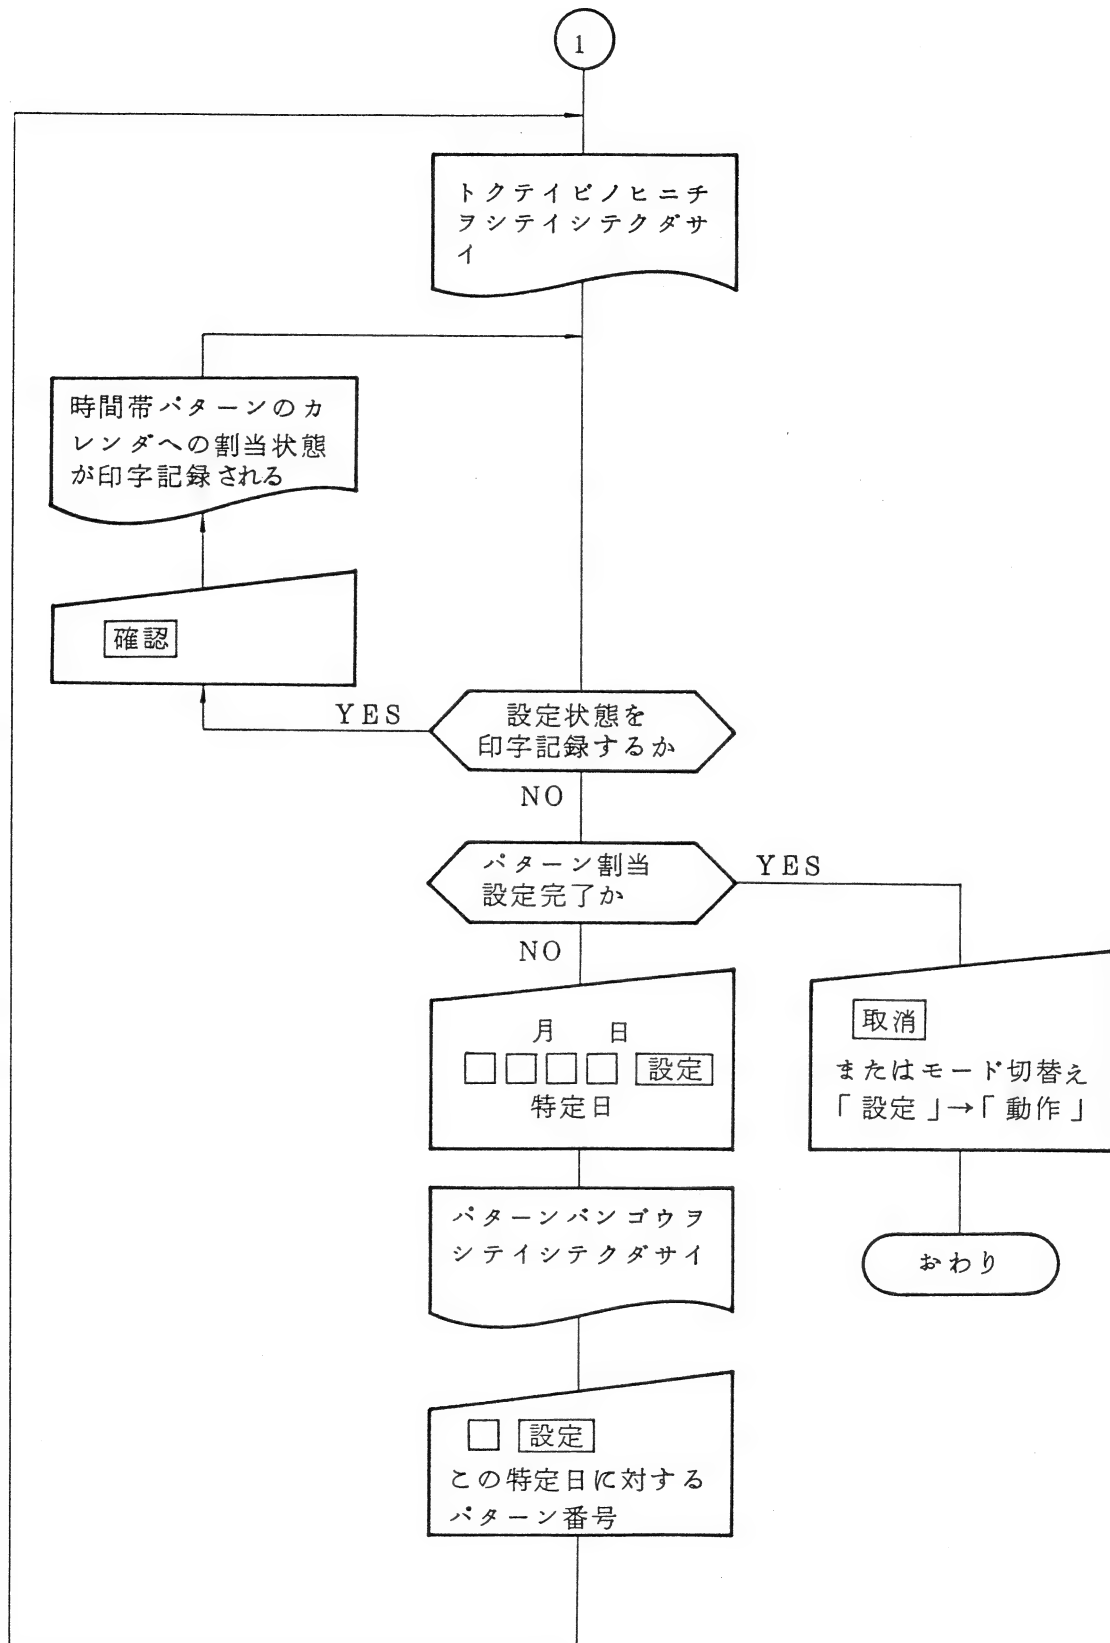 1
トクテイビノヒニチ
ヲシテイシテクダサ
イ
時間帯パターンのカ
レンダへの割当状態
が印字記録される
確認
YES
設定状態を
印字記録するか
NO
パターン割当
設定完了か
YES
NO
月 日
設定
特定日
取消
またはモード切替え
「設定」→「動作」
パターンバンゴウヲ
シテイシテクダサイ
おわり
設定
この特定日に対する
パターン番号